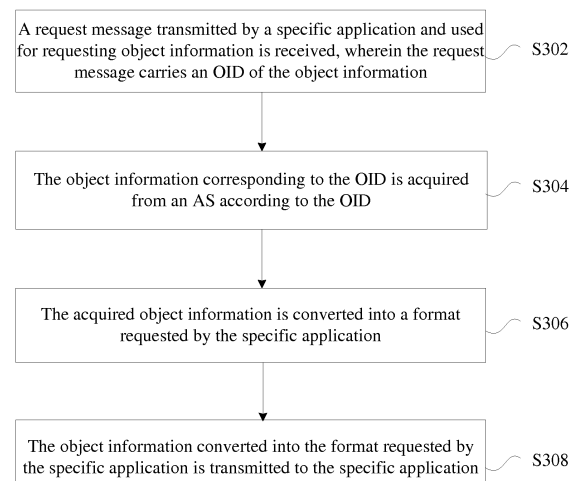 A request message transmitted by a specific application and used
for requesting object information is received, wherein the request
message carries an OID of the object information
S302
The object information corresponding to the OID is acquired
from an AS according to the OID
S304
The acquired object information is converted into a format
requested by the specific application
S306
The object information converted into the format requested by
the specific application is transmitted to the specific application
S308